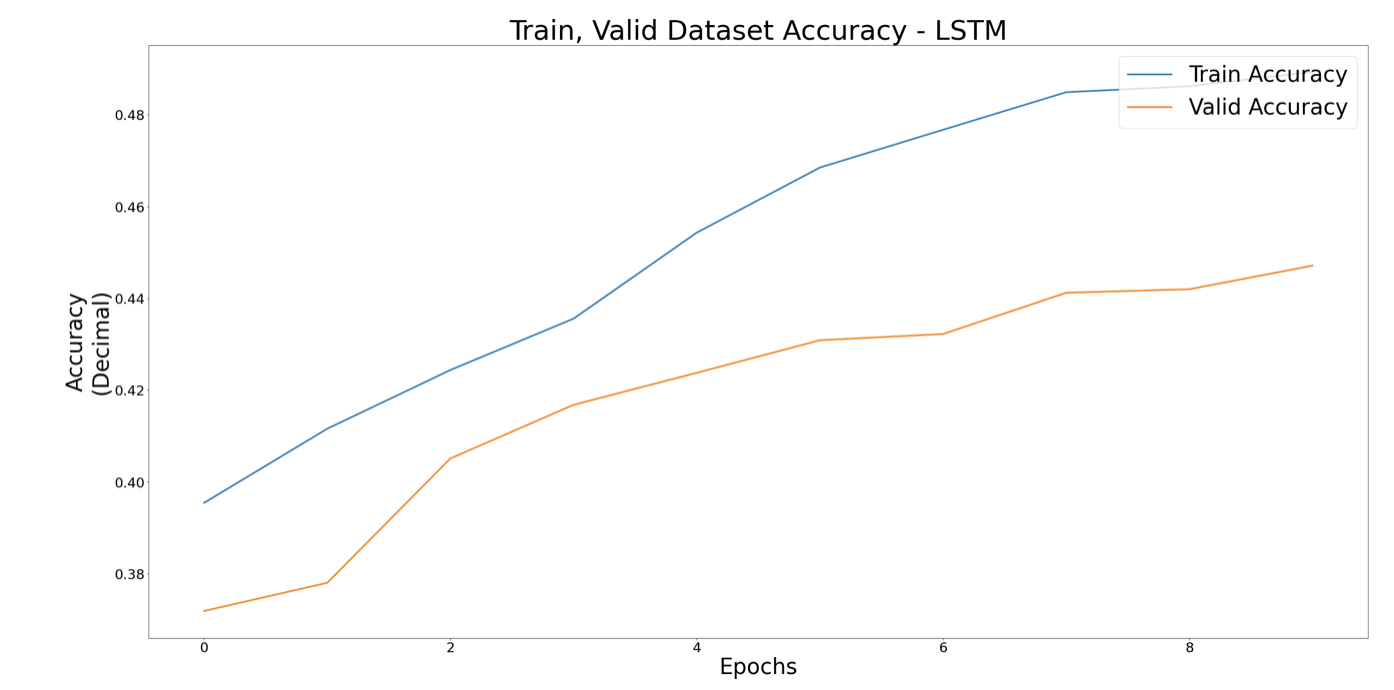 Train, Valid Dataset Accuracy - LSTM
Train Accuracy
Valid Accuracy
Accuracy
(Decimal)
0.48
0.46
0.44
0.42
0.40
0.38
0 2 4 6 8
Epochs